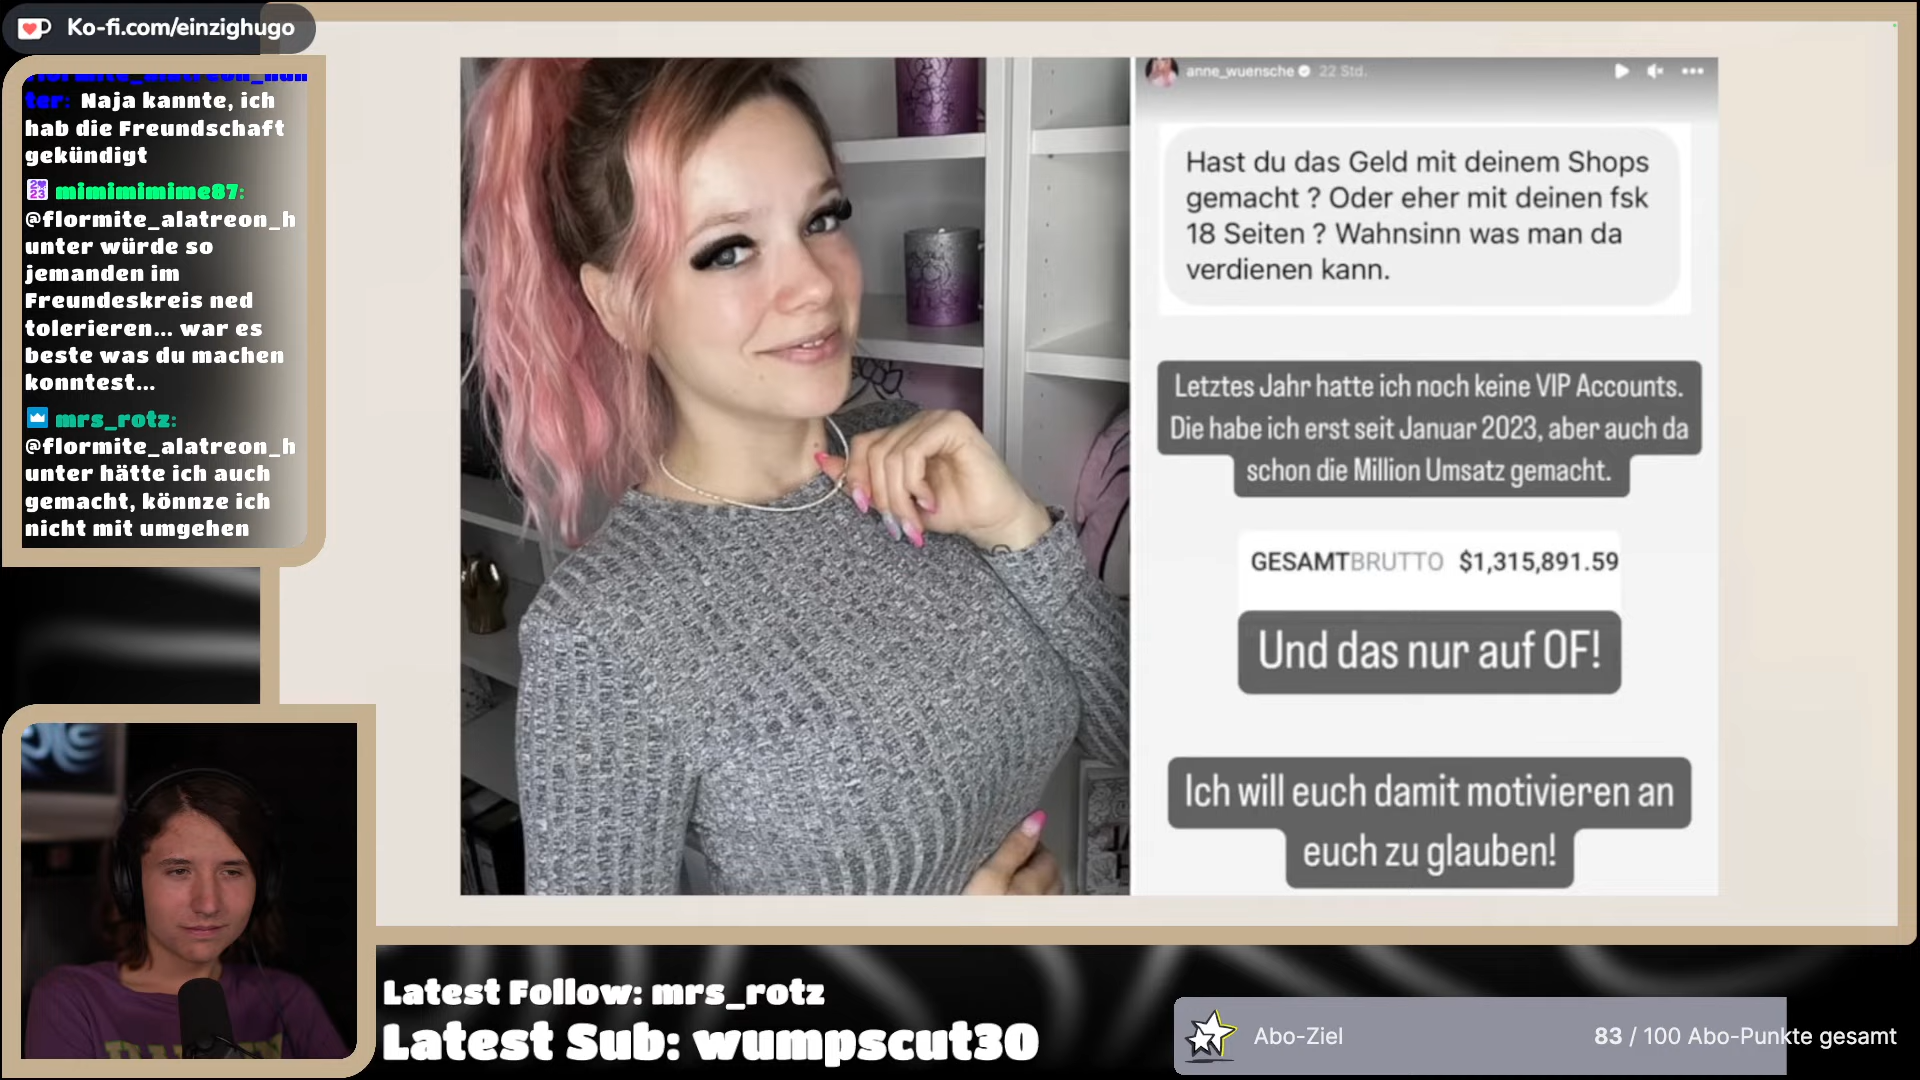 Ko-fi.com/einzighugo
flormite_alatreon_hun
ter: Naja kannte, ich
hab die Freundschaft
gekündigt
mimimimime87:
@flormite_alatreon_h
unter würde so
jemanden im
Freundeskreis ned
tolerieren... war es
beste was du machen
konntest...
mrs_rotz:
@flormite_alatreon_h
unter hätte ich auch
gemacht, könnze ich
nicht mit umgehen
anne_wuensche 22 Std.
Hast du das Geld mit deinem Shops
gemacht ? Oder eher mit deinen fsk
18 Seiten ? Wahnsinn was man da
verdienen kann.
Letztes Jahr hatte ich noch keine VIP Accounts.
Die habe ich erst seit Januar 2023, aber auch da
schon die Million Umsatz gemacht.
GESAMTBRUTTO $1,315,891.59
Und das nur auf OF!
Ich will euch damit motivieren an
euch zu glauben!
Latest Follow: mrs_rotz
Latest Sub: wumpscut30
Abo-Ziel 83 / 100 Abo-Punkte gesamt